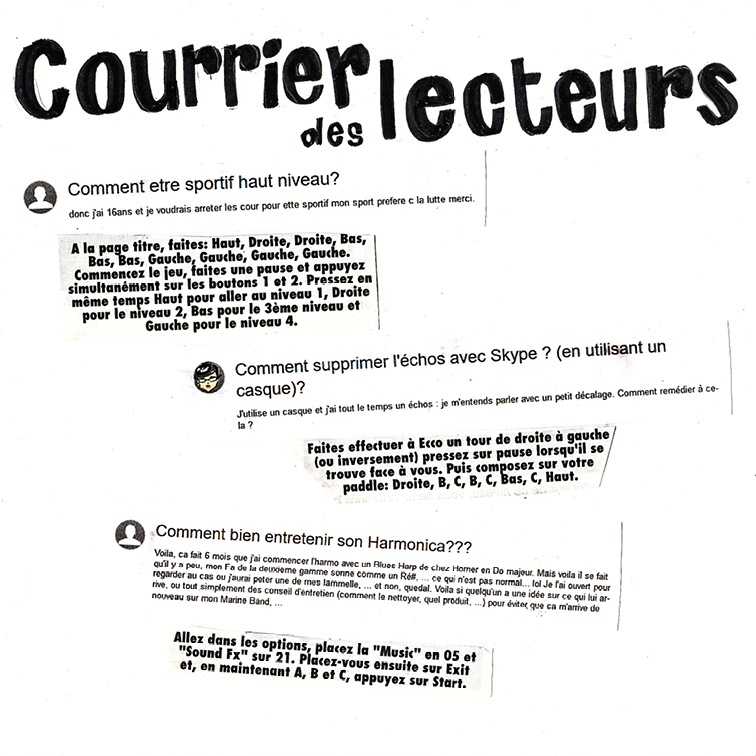 Courrier
des lecteurs
Comment etre sportif haut niveau?
donc j'ai 16ans et je voudrais arreter les cour pour ette sportif mon sport prefere c la lutte merci.
A la page titre, faites: Haut, Droite, Droite, Bas,
Bas, Bas, Gauche, Gauche, Gauche, Gauche.
Commencez le jeu, faites une pause et appuyez
simultanément sur les boutons 1 et 2. Pressez en
même temps Haut pour aller au niveau 1, Droite
pour le niveau 2, Bas pour le 3ème niveau et
Gauche pour le niveau 4.
Comment supprimer l'échos avec Skype ? (en utilisant un
casque)?
J'utilise un casque et j'ai tout le temps un échos : je m'entends parler avec un petit décalage. Comment remédier à ce-
la ?
Faites effectuer à Ecco un tour de droite à gauche
(ou inversement) pressez sur pause lorsqu'il se
trouve face à vous. Puis composez sur votre
paddle: Droite, B, C, B, C, Bas, C, Haut.
Comment bien entretenir son Harmonica???
Voila, ca fait 6 mois que j'ai commencer l'harmo avec un Blues Harp de chez Horner en Do majeur. Mais voila il se fait
qu'il y a peu, mon Fa de la deuxieme gamme sonne comme un Ré#, ... ce qui n'est pas normal... lol Je l'ai ouvert pour
regarder au cas ou j'aurai peter une de mes lammelle, ... et non, quedal. Voila si quelqu'un a une idée sur ce qui lui ar-
rive, ou tout simplement des conseil d'entretien (comment le nettoyer, quel produit, ...) pour éviter que ca m'arrive de
nouveau sur mon Marine Band, ...
Allez dans les options, placez la "Music" en 05 et
"Sound Fx" sur 21. Placez-vous ensuite sur Exit
et, en maintenant A, B et C, appuyez sur Start.